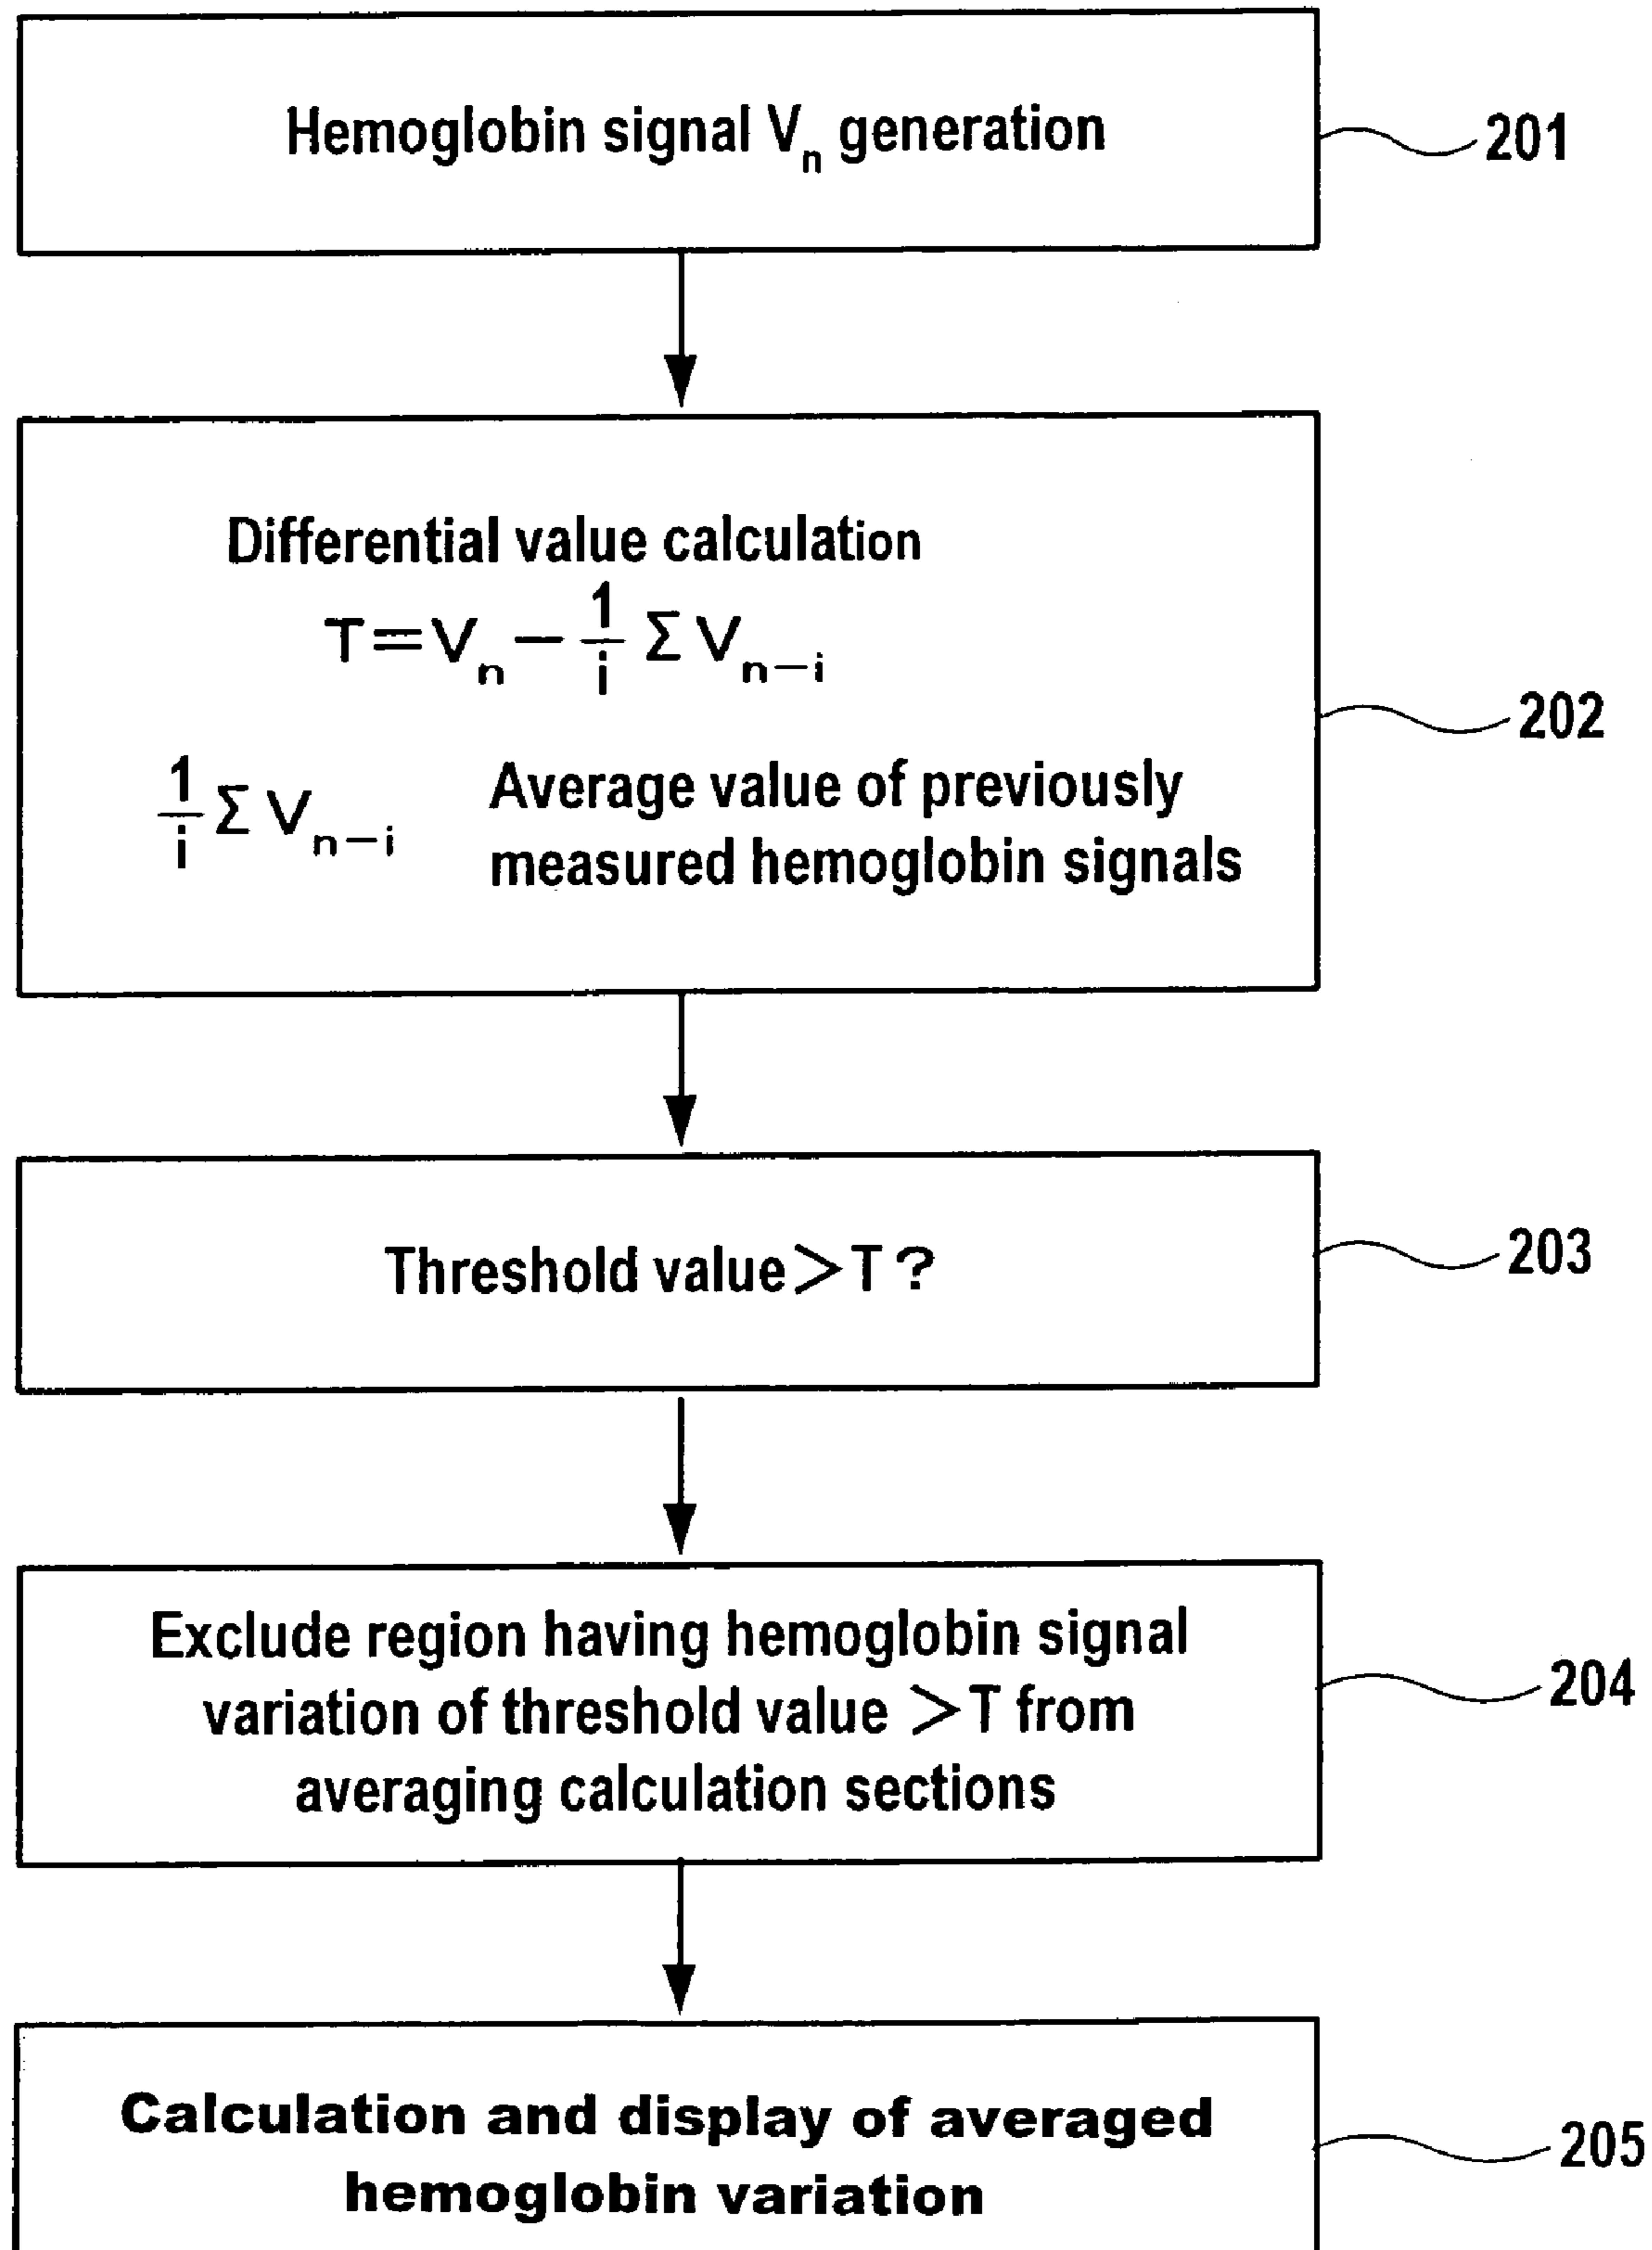 Hemoglobin signal Vn generation
201
Differential value calculation
T=Vn-1/i Σ Vn-i
202
1/i Σ Vn-i Average value of previously
measured hemoglobin signals
Threshold value>T?
203
Exclude region having hemoglobin signal
variation of threshold value >T from
averaging calculation sections
204
Calculation and display of averaged
hemoglobin variation
205